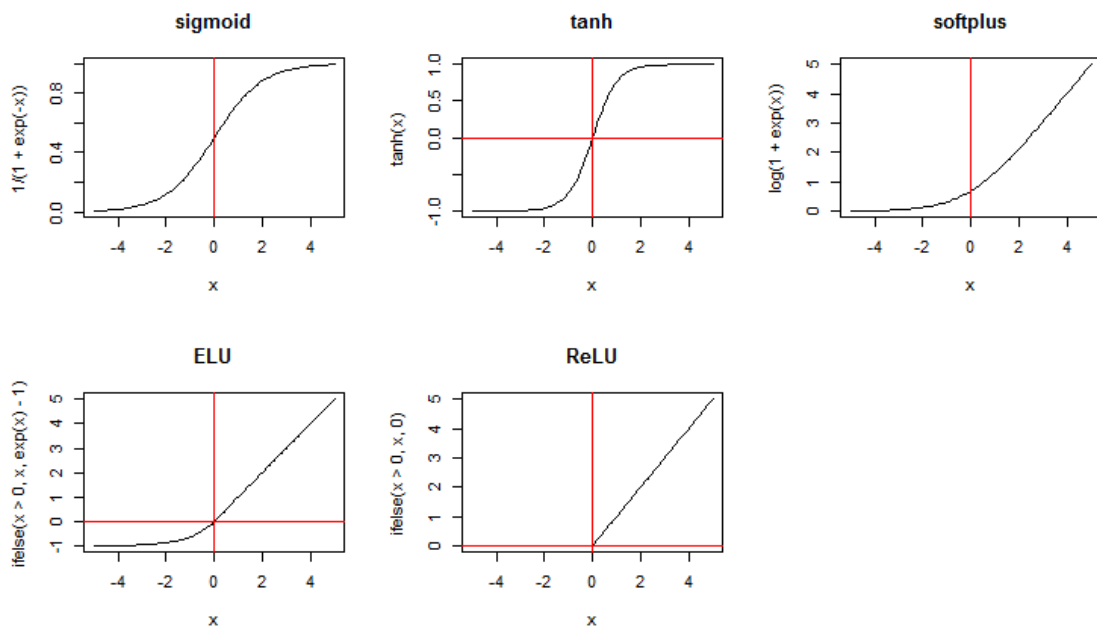 sigmoid
1/(1 + exp(-x))
0.0 0.4 0.8
-4 -2 0 2 4
x
tanh
tanh(x)
-1.0 0.0 0.5 1.0
-4 -2 0 2 4
x
softplus
log(1 + exp(x))
0 1 2 3 4 5
-4 -2 0 2 4
x
ELU
ifelse(x > 0, x, exp(x) - 1)
-1 0 1 2 3 4 5
-4 -2 0 2 4
x
ReLU
ifelse(x > 0, x, 0)
0 1 2 3 4 5
-4 -2 0 2 4
x